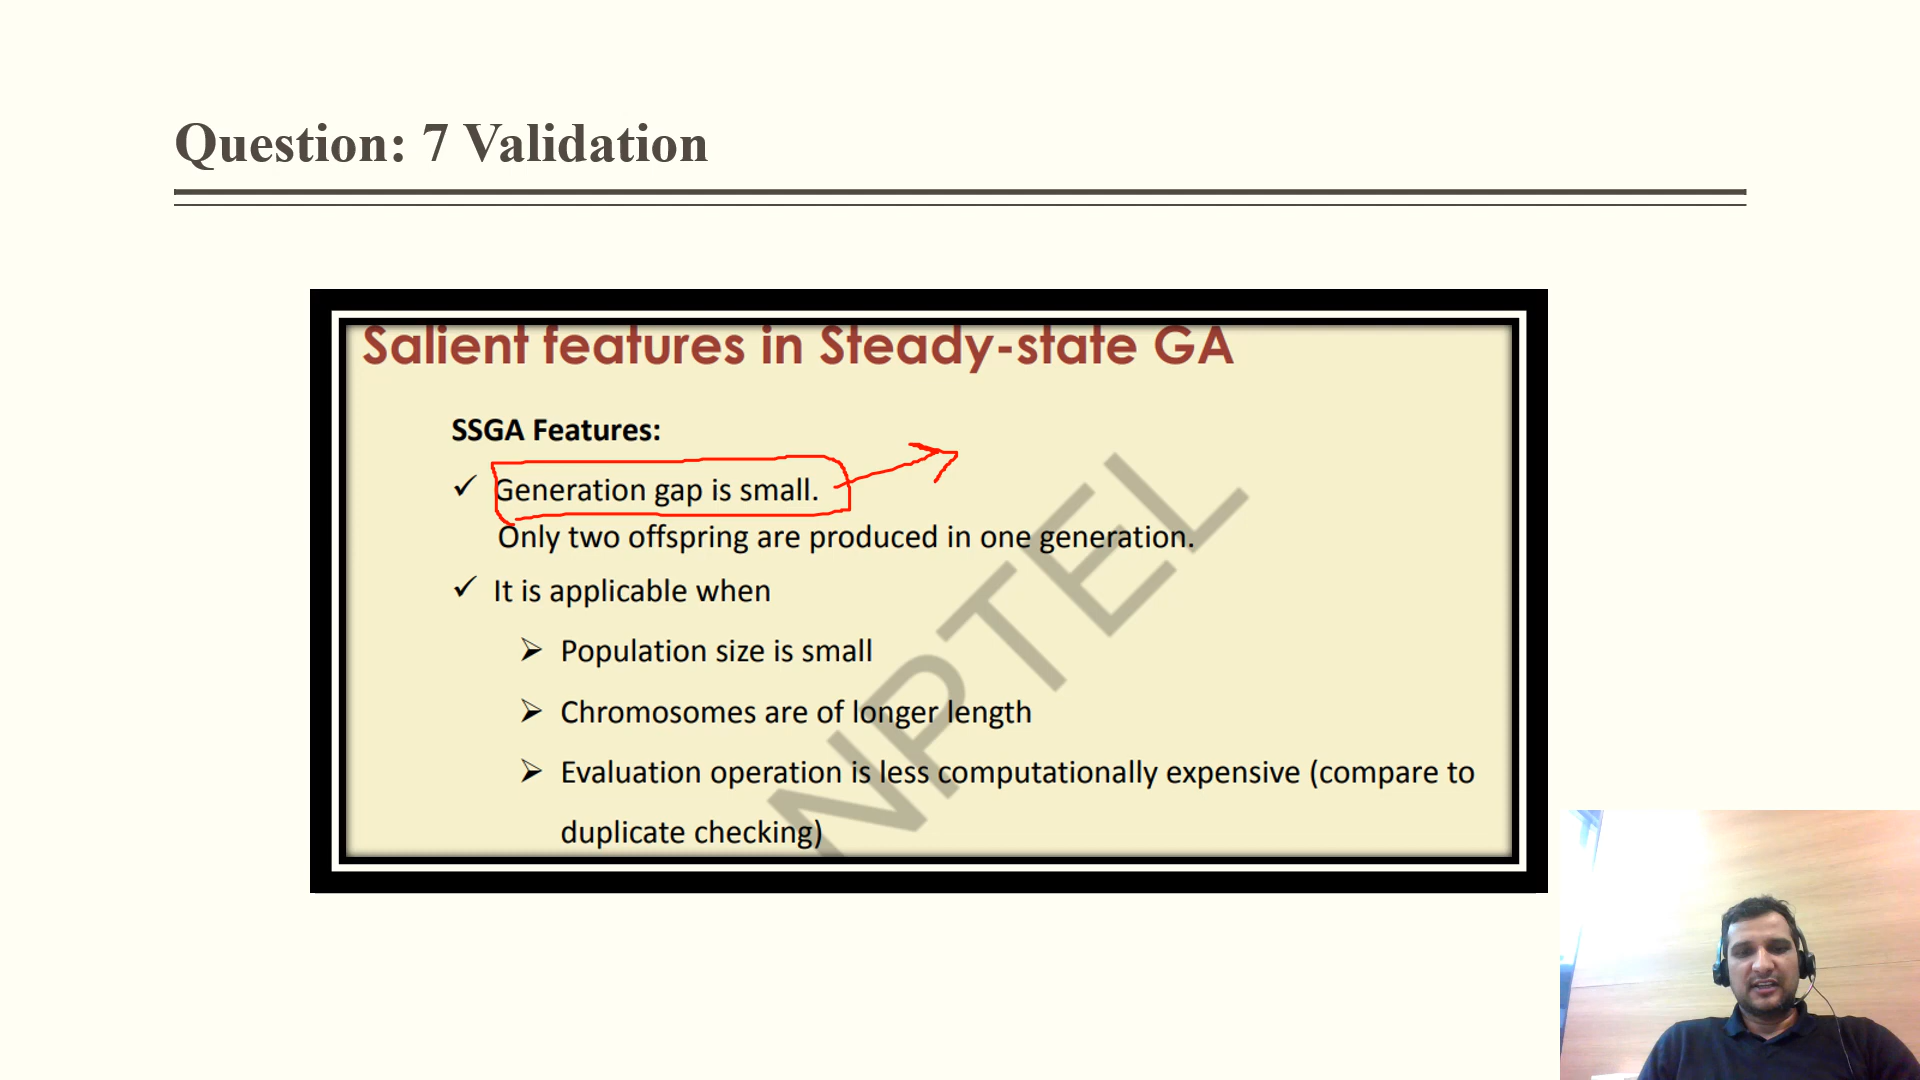 Question: 7 Validation
Salient features in Steady-state GA
SSGA Features:
✓ Generation gap is small.
Only two offspring are produced in one generation.
✓ It is applicable when
➢ Population size is small
➢ Chromosomes are of longer length
➢ Evaluation operation is less computationally expensive (compare to
duplicate checking)
NPTEL